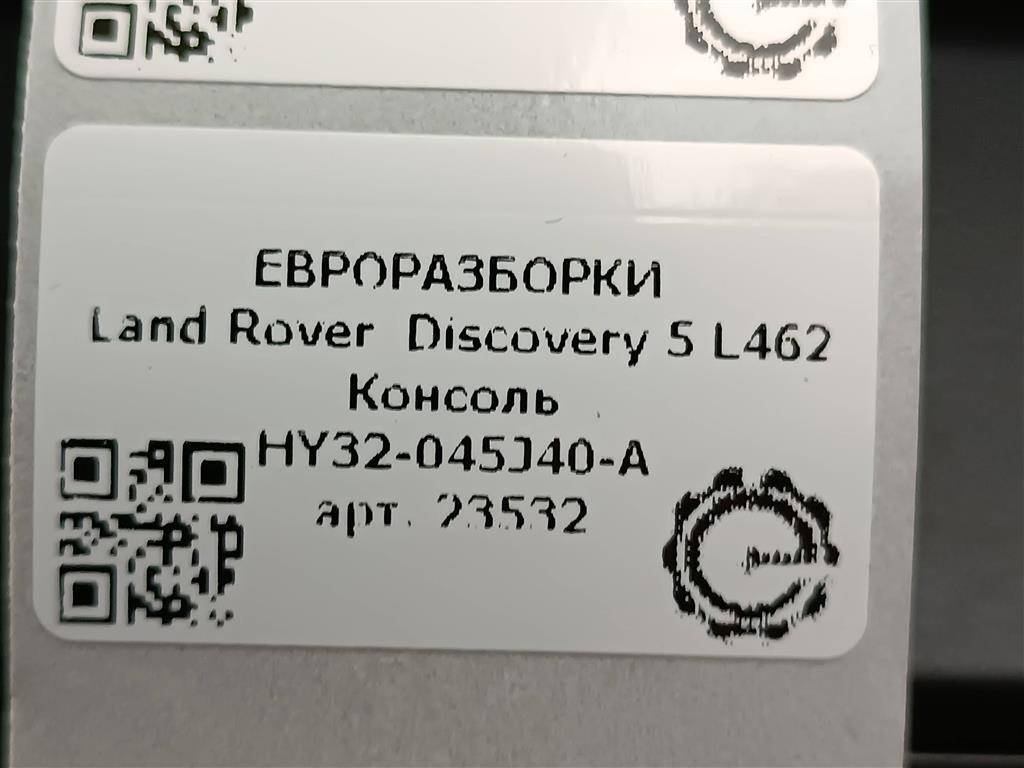 ЕВРОРАЗБОРКИ
Land Rover Discovery 5 L462
Консоль
HY32-045J40-A
арт. 23532